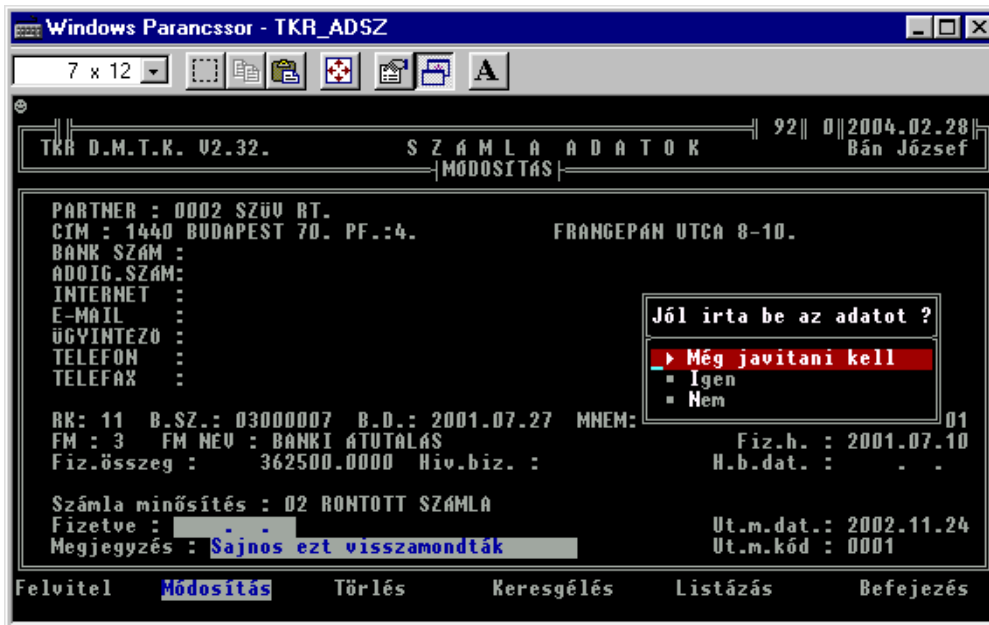 Windows Parancssor - TKR_ADSZ
7 x 12
A
92 0 2004.02.28
TKR D.M.T.K. V2.32. S Z Á M L A A D A T O K Bán József
MÓDOSÍTÁS
PARTNER : 0002 SZüV RT.
CÍM : 1440 BUDAPEST 70. PF.:4. FRANGEPÁN UTCA 8-10.
BANK SZÁM :
ADOIG.SZÁM:
INTERNET :
E-MAIL :
ÜGYINTÉZŐ :
TELEFON :
TELEFAX :
Jól irta be az adatot ?
Még javitani kell
Igen
Nem
RK: 11 B.SZ.: 03000007 B.D.: 2001.07.27 MNEM: 01
FM : 3 FM NÉV : BANKI ÁTUTALÁS Fiz.h. : 2001.07.10
Fiz.összeg : 362500.0000 Hiv.biz. : H.b.dat. : . .
Számla minősítés : 02 RONTOTT SZÁMLA
Fizetve : . . Ut.m.dat.: 2002.11.24
Megjegyzés : Sajnos ezt visszamondták Ut.m.kód : 0001
Felvitel Módosítás Törlés Keresgélés Listázás Befejezés